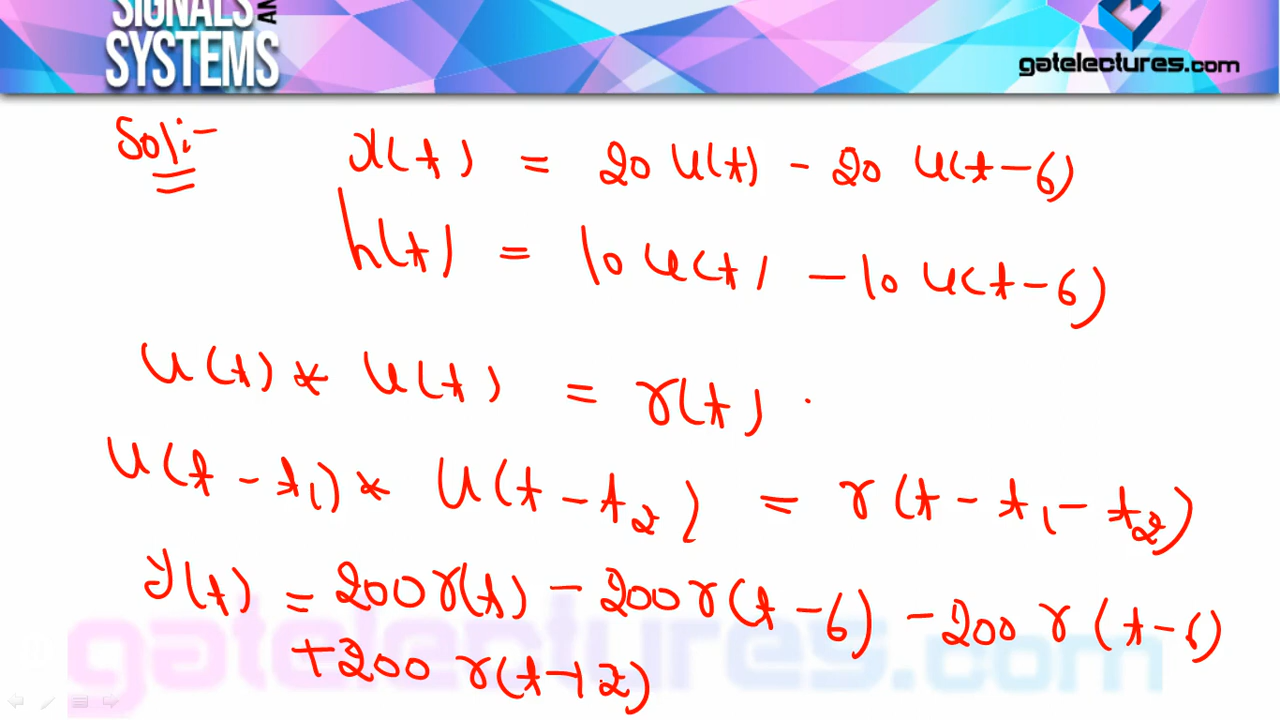 SIGNALS AN
SYSTEMS
gatelectures.com
Sol:-
x(t) = 20 u(t) - 20 u(t-6)
h(t) = 10 u(t) - 10 u(t-6)
u(t) * u(t) = r(t) .
u(t-t₁) * u(t-t₂) = r(t-t₁-t₂)
y(t) = 200 r(t) - 200 r(t-6) - 200 r(t-6)
+200 r(t-12)
gatelectures.com